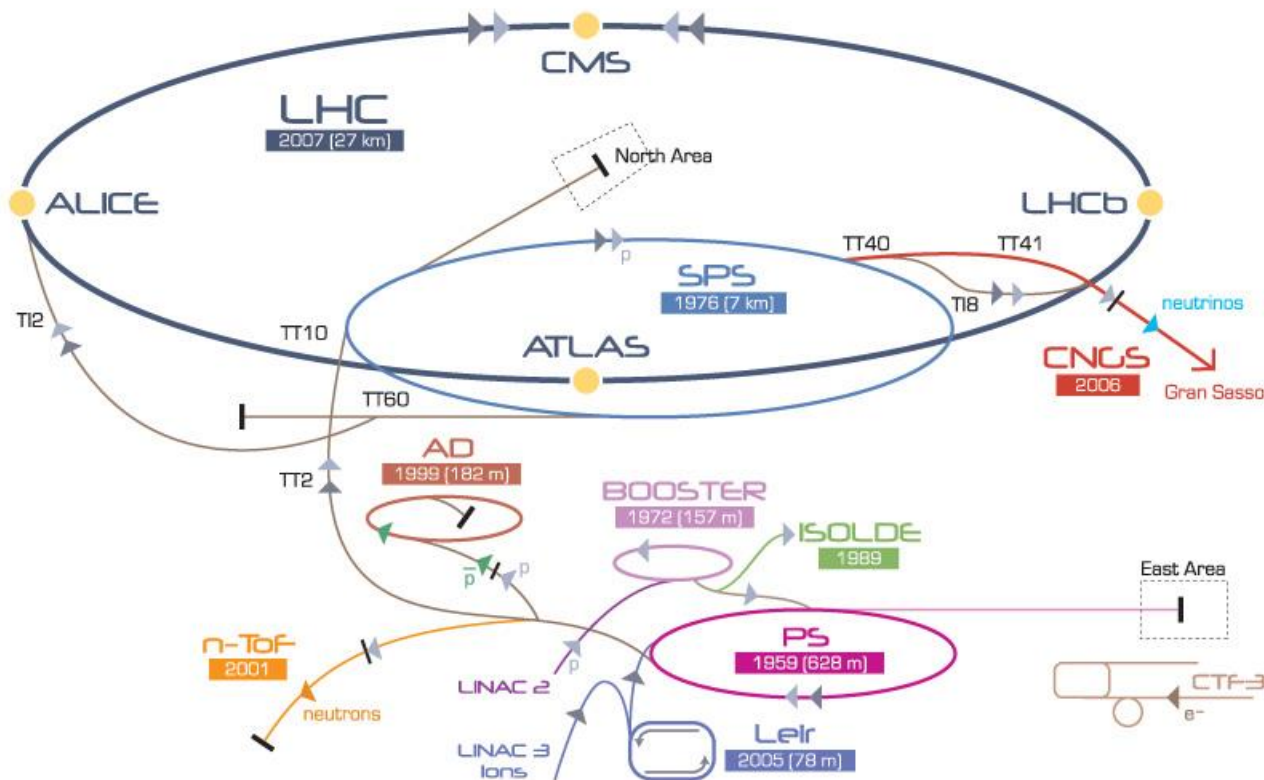 CMS
LHC
2007 (27 km)
North Area
ALICE
LHCb
TT40
TT41
p
SPS
1976 (7 km)
TI8
neutrinos
TI2
TT10
ATLAS
CNGS
2006
Gran Sasso
TT60
AD
1999 (182 m)
TT2
BOOSTER
1972 (157 m)
ISOLDE
1989
East Area
p̅
p
n-ToF
2001
PS
1959 (628 m)
p
LINAC 2
CTF-3
e-
neutrons
LINAC 3
Ions
Leir
2005 (78 m)